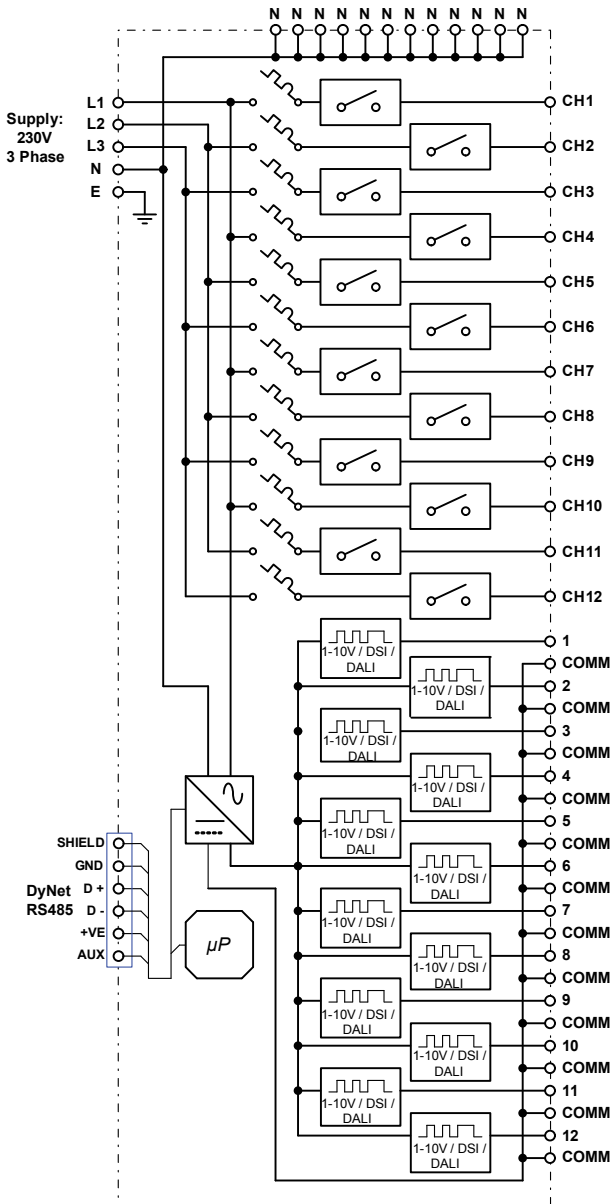 N N N N N N N N N N N N
Supply:
230V
3 Phase
L1
L2
L3
N
E
CH1
CH2
CH3
CH4
CH5
CH6
CH7
CH8
CH9
CH10
CH11
CH12
1-10V / DSI /
DALI
1
COMM
1-10V / DSI /
DALI
2
COMM
1-10V / DSI /
DALI
3
COMM
1-10V / DSI /
DALI
4
COMM
1-10V / DSI /
DALI
5
COMM
1-10V / DSI /
DALI
6
COMM
1-10V / DSI /
DALI
7
COMM
1-10V / DSI /
DALI
8
COMM
1-10V / DSI /
DALI
9
COMM
1-10V / DSI /
DALI
10
COMM
1-10V / DSI /
DALI
11
COMM
1-10V / DSI /
DALI
12
COMM
DyNet
RS485
SHIELD
GND
D +
D -
+VE
AUX
µP